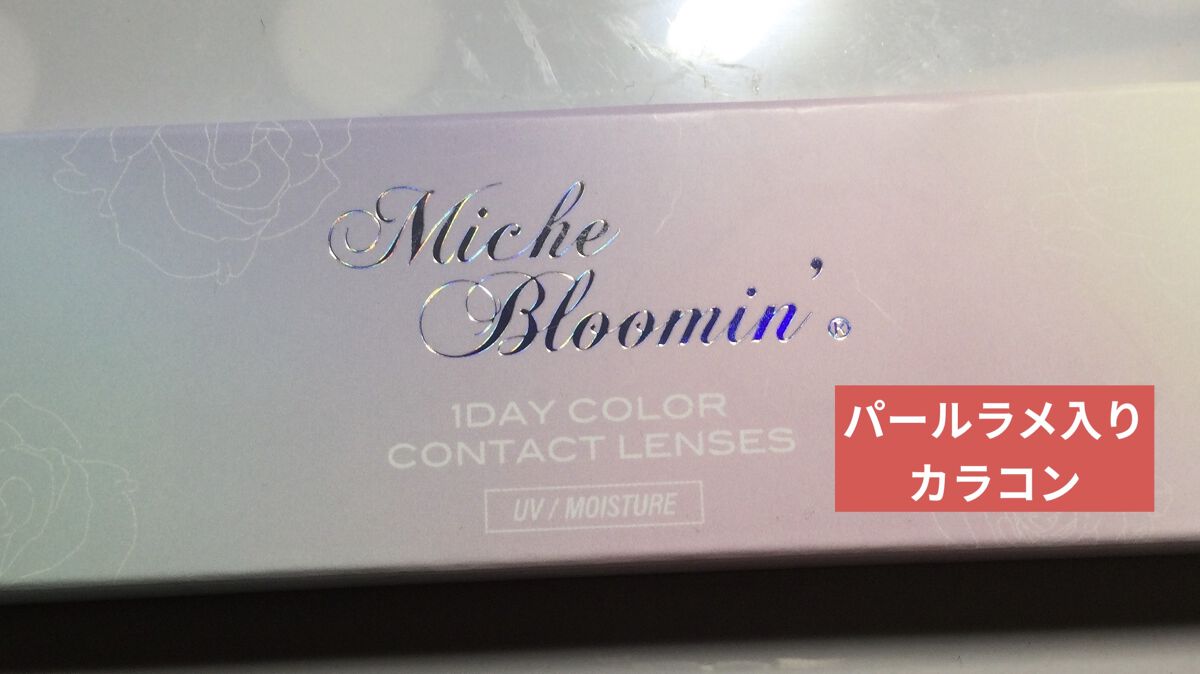 Miche
Bloomin'®
1DAY COLOR
CONTACT LENSES
UV / MOISTURE
パールラメ入り
カラコン